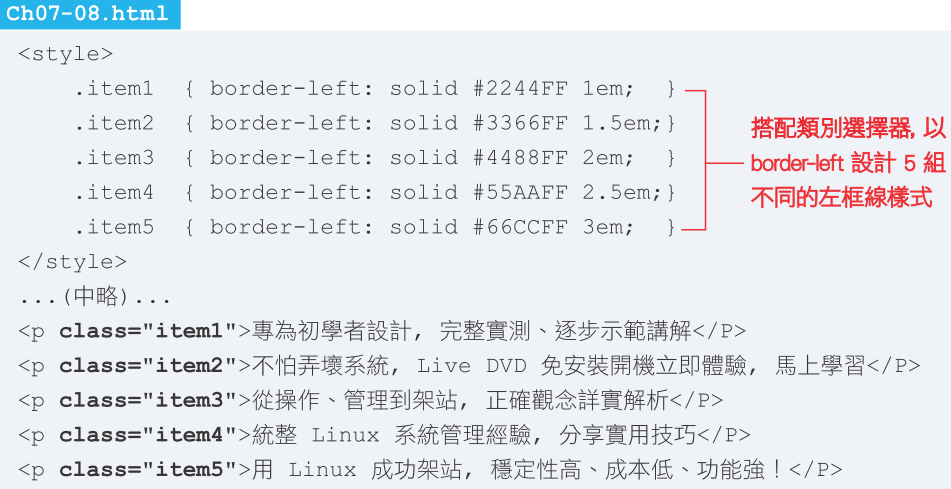 Ch07-08.html
<style>
.item1 { border-left: solid #2244FF 1em; }
.item2 { border-left: solid #3366FF 1.5em;}
.item3 { border-left: solid #4488FF 2em; }
.item4 { border-left: solid #55AAFF 2.5em;}
.item5 { border-left: solid #66CCFF 3em; }
搭配類別選擇器, 以
border-left 設計 5 組
不同的左框線樣式
</style>
...(中略)...
<p class="item1">專為初學者設計, 完整實測、逐步示範講解</P>
<p class="item2">不怕弄壞系統, Live DVD 免安裝開機立即體驗, 馬上學習</P>
<p class="item3">從操作、管理到架站, 正確觀念詳實解析</P>
<p class="item4">統整 Linux 系統管理經驗, 分享實用技巧</P>
<p class="item5">用 Linux 成功架站, 穩定性高、成本低、功能強！</P>